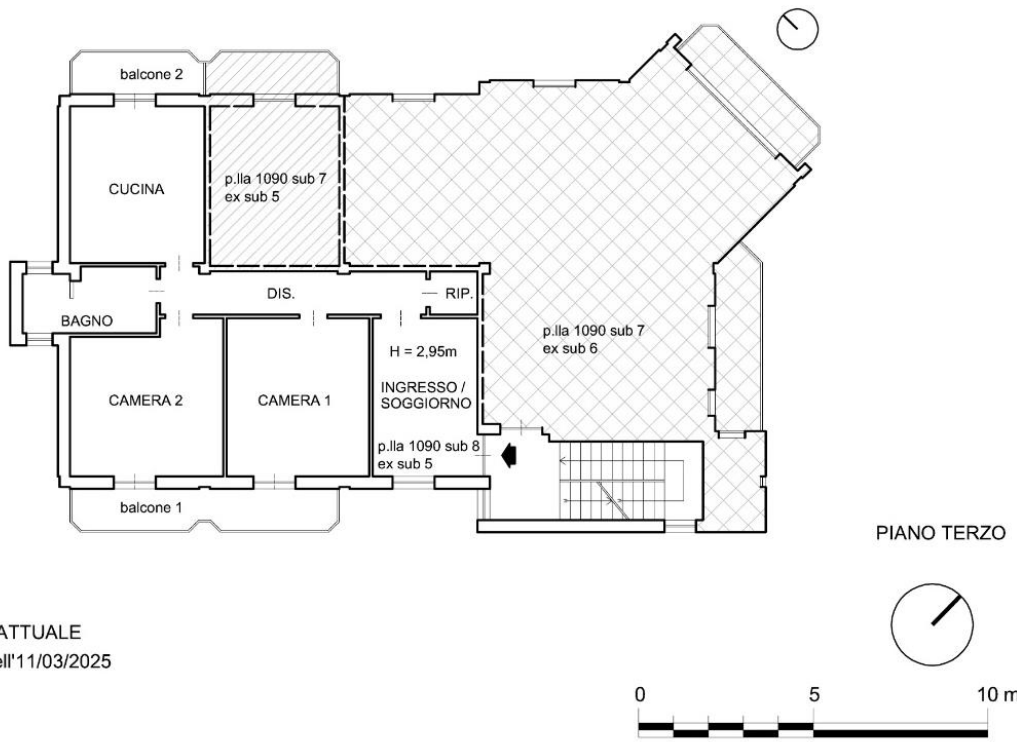 balcone 2
CUCINA
p.lla 1090 sub 7
ex sub 5
DIS.
RIP.
BAGNO
p.lla 1090 sub 7
ex sub 6
H = 2,95m
CAMERA 2
CAMERA 1
INGRESSO /
SOGGIORNO
p.lla 1090 sub 8
ex sub 5
balcone 1
PIANO TERZO
ATTUALE
ell'11/03/2025
0 5 10 m